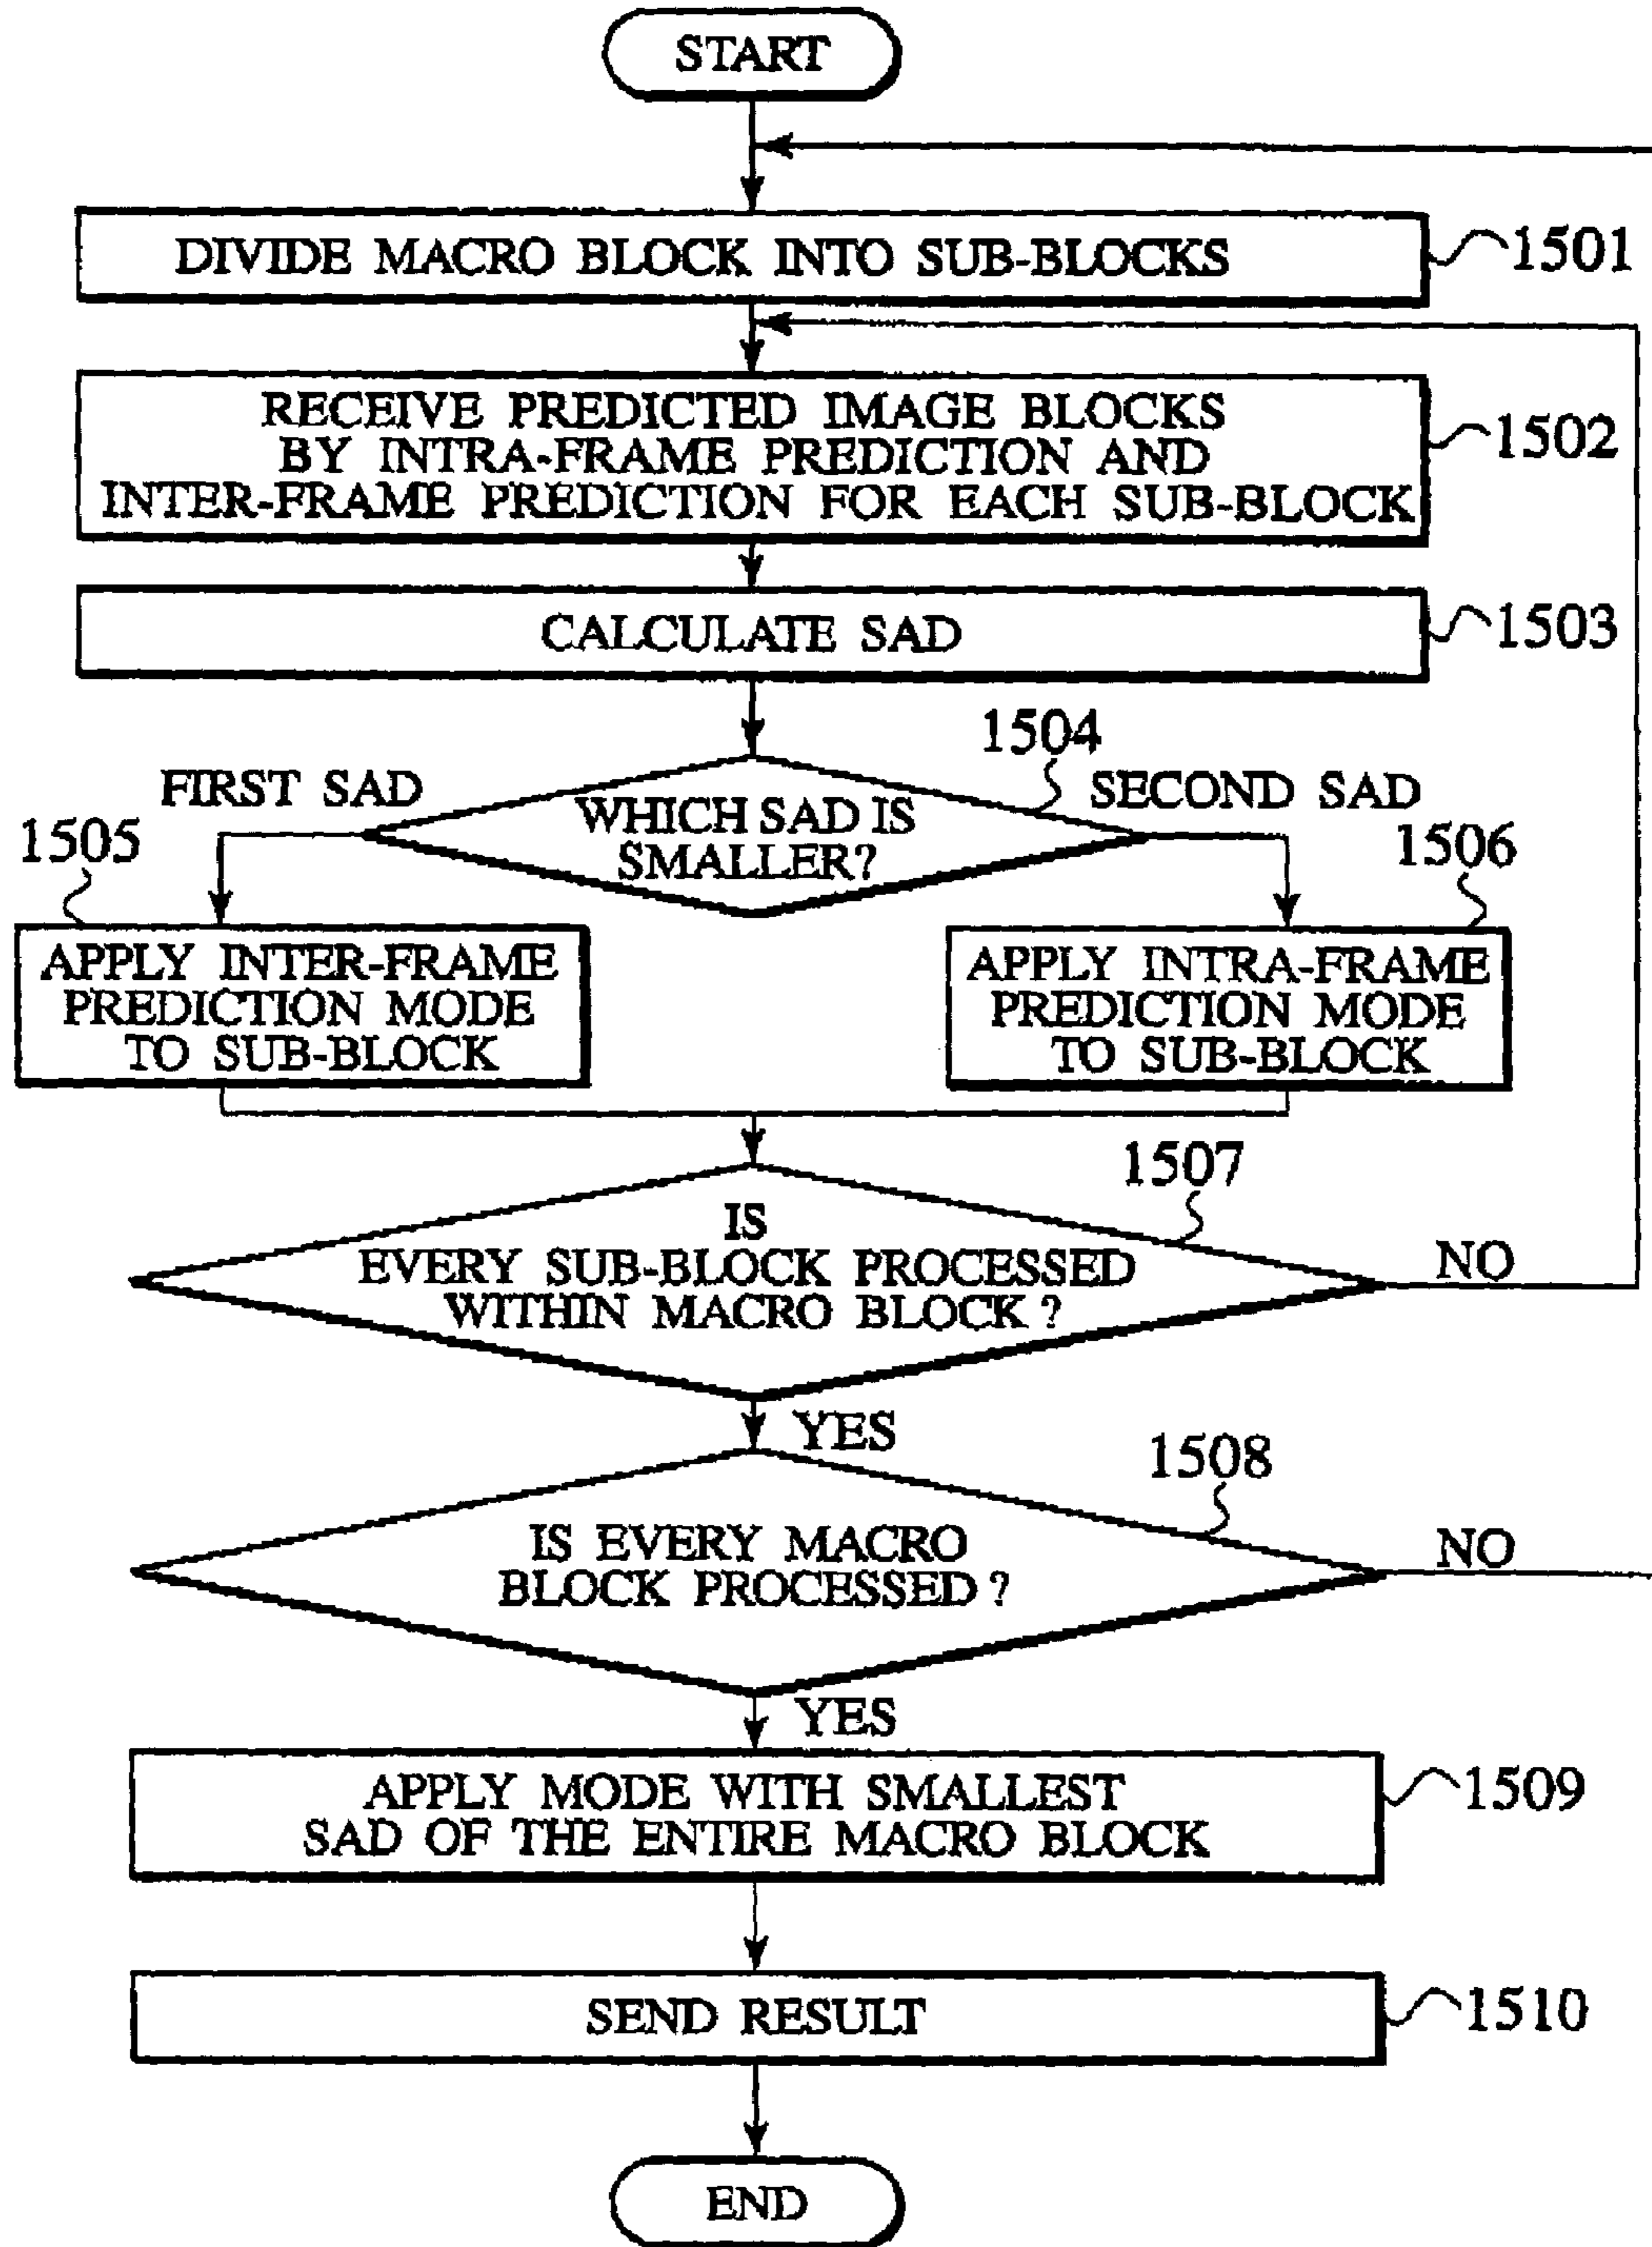 START
DIVIDE MACRO BLOCK INTO SUB-BLOCKS
1501
RECEIVE PREDICTED IMAGE BLOCKS
BY INTRA-FRAME PREDICTION AND
INTER-FRAME PREDICTION FOR EACH SUB-BLOCK
1502
CALCULATE SAD
1503
1504
FIRST SAD
WHICH SAD IS
SMALLER?
SECOND SAD
1505
1506
APPLY INTER-FRAME
PREDICTION MODE
TO SUB-BLOCK
APPLY INTRA-FRAME
PREDICTION MODE
TO SUB-BLOCK
1507
IS
EVERY SUB-BLOCK PROCESSED
WITHIN MACRO BLOCK ?
NO
YES
1508
IS EVERY MACRO
BLOCK PROCESSED ?
NO
YES
APPLY MODE WITH SMALLEST
SAD OF THE ENTIRE MACRO BLOCK
1509
SEND RESULT
1510
END